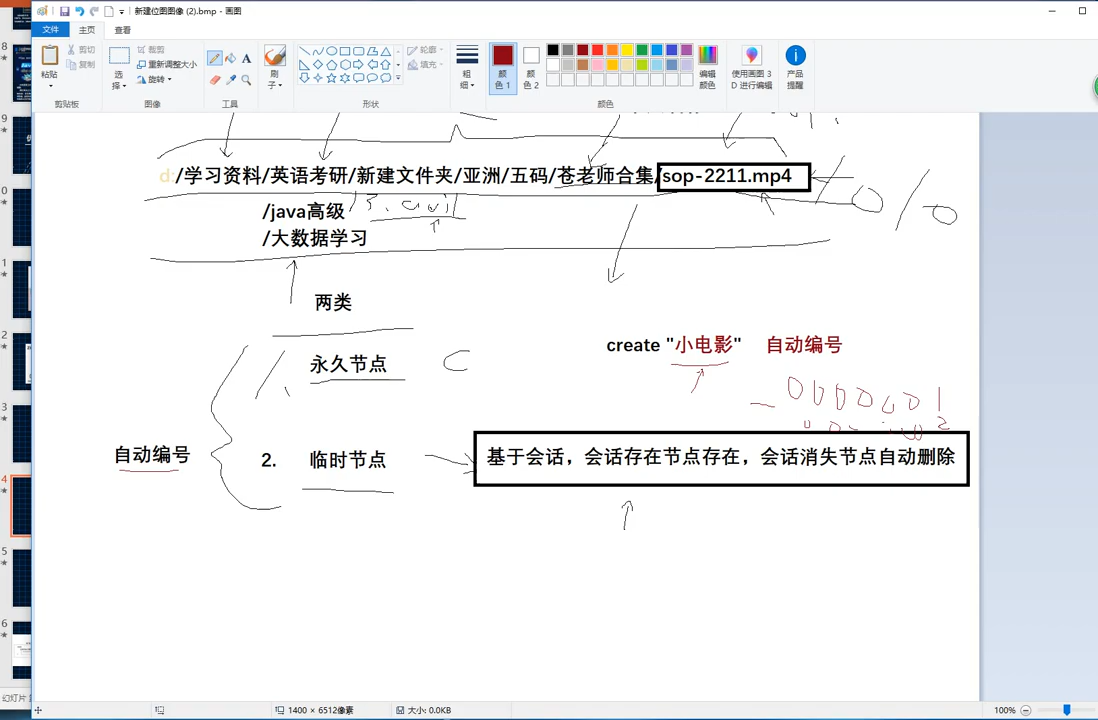 新建位图图像 (2).bmp - 画图
文件 主页 查看
粘贴 剪切 复制 选择 裁剪 重新调整大小 旋转 A 刷子 轮廓 填充 粗细 颜色 1 颜色 2 编辑颜色 使用画图 3D 进行编辑 产品提醒
剪贴板 图像 工具 形状 颜色
d:/学习资料/英语考研/新建文件夹/亚洲/五码/苍老师合集/sop-2211.mp4
/java高级
/大数据学习
两类
create "小电影" 自动编号
永久节点
0000001
自动编号 2. 临时节点 基于会话，会话存在节点存在，会话消失节点自动删除
幻灯片
1400 × 6512像素 大小: 0.0KB 100%